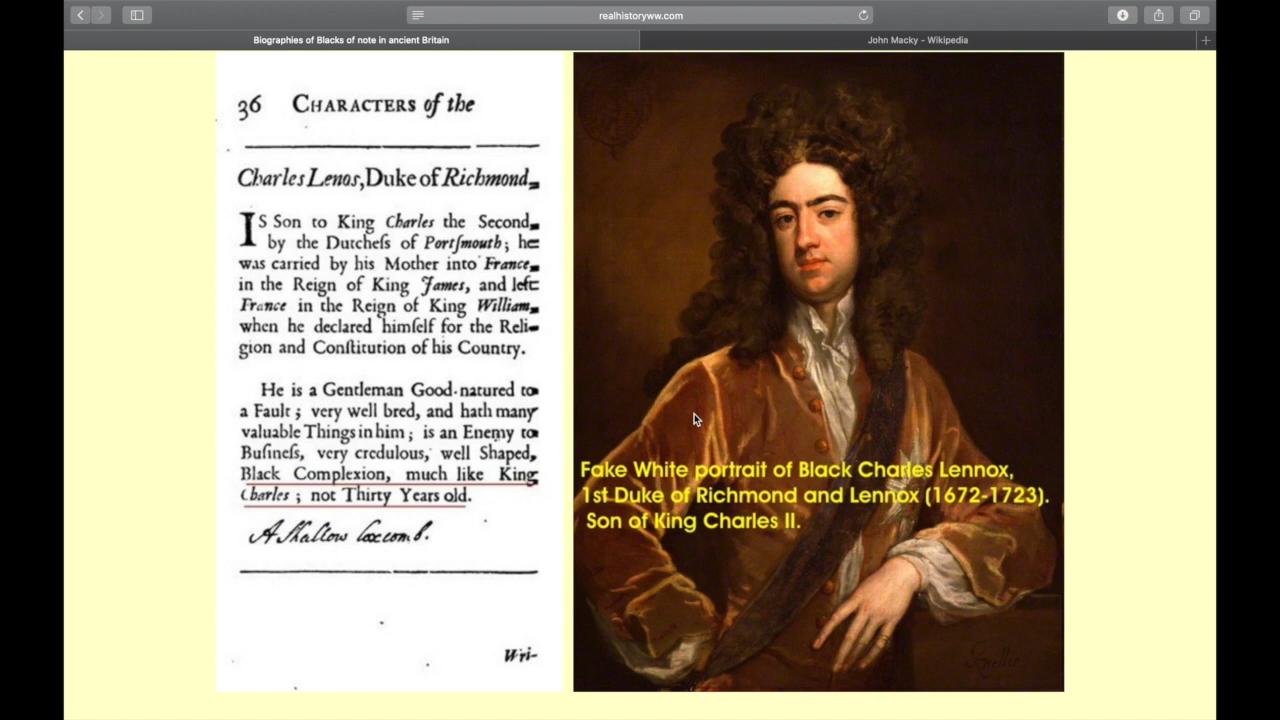 realhistoryww.com
Biographies of Blacks of note in ancient Britain
John Macky - Wikipedia
36 CHARACTERS of the
Charles Lenos, Duke of Richmond,
IS Son to King Charles the Second,
by the Dutcheſs of Portſmouth; he
was carried by his Mother into France,
in the Reign of King James, and left
France in the Reign of King William,
when he declared himſelf for the Reli-
gion and Conſtitution of his Country.
He is a Gentleman Good-natured to
a Fault; very well bred, and hath many
valuable Things in him; is an Enemy to
Buſineſs, very credulous, well Shaped,
Black Complexion, much like King
Charles; not Thirty Years old.
A Shallow Coxcomb.
Wri-
Fake White portrait of Black Charles Lennox,
1st Duke of Richmond and Lennox (1672-1723).
Son of King Charles II.